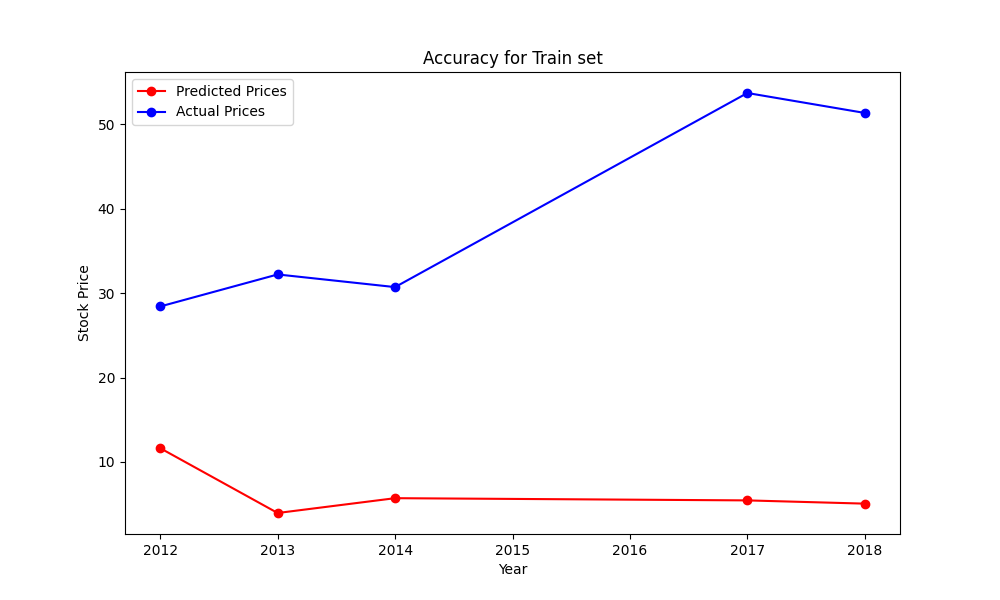 Accuracy for Train set
Predicted Prices
Actual Prices
50
40
30
20
10
Stock Price
2012 2013 2014 2015 2016 2017 2018
Year